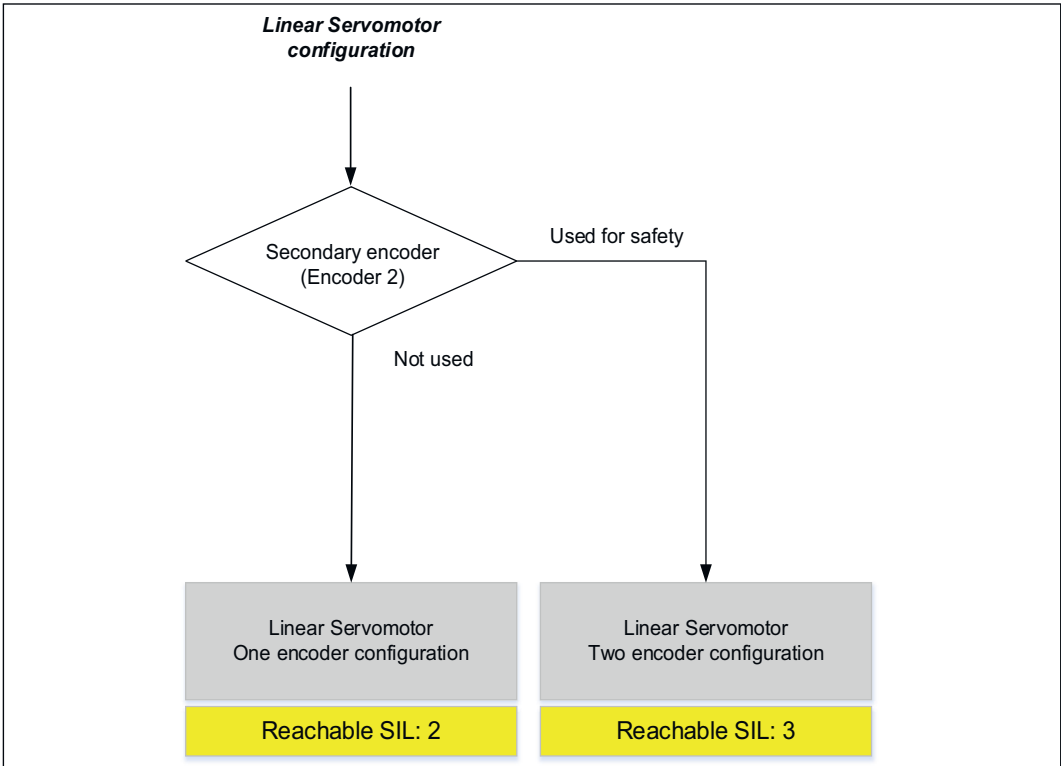 Linear Servomotor
configuration
Secondary encoder
(Encoder 2)
Used for safety
Not used
Linear Servomotor
One encoder configuration
Reachable SIL: 2
Linear Servomotor
Two encoder configuration
Reachable SIL: 3